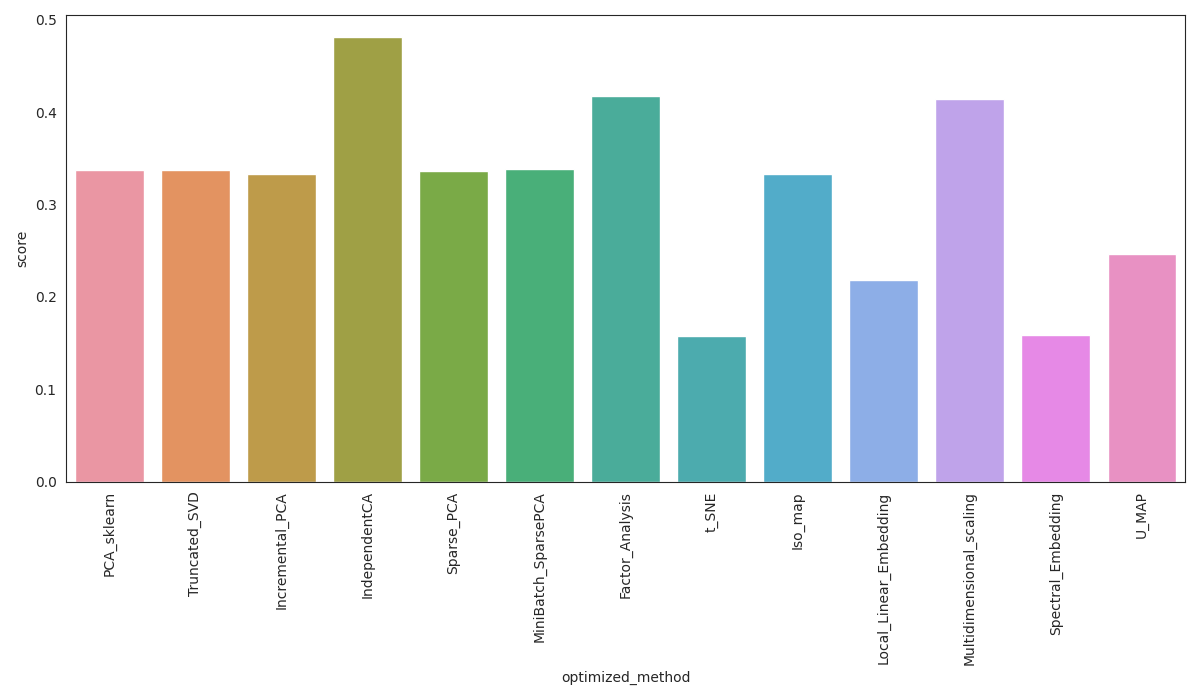 0.5
0.4
0.3
0.2
0.1
0.0
score
PCA_sklearn
Truncated_SVD
Incremental_PCA
IndependentCA
Sparse_PCA
MiniBatch_SparsePCA
Factor_Analysis
t_SNE
Iso_map
Local_Linear_Embedding
Multidimensional_scaling
Spectral_Embedding
U_MAP
optimized_method